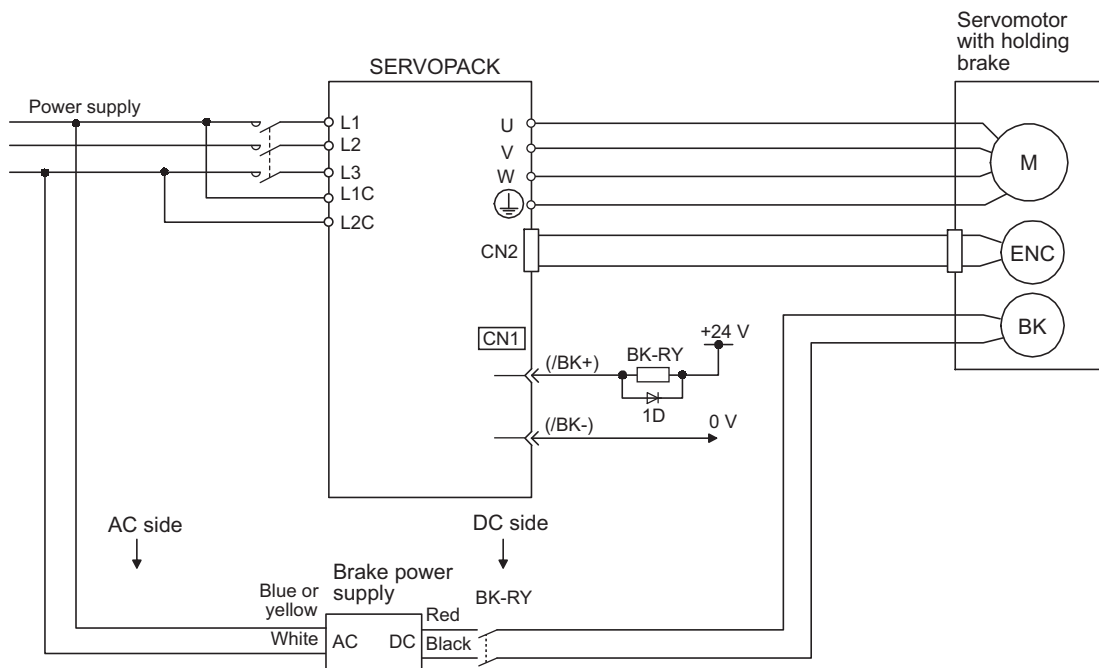 Servomotor
with holding
brake
SERVOPACK
Power supply
L1
L2
L3
L1C
L2C
U
V
W
M
CN2
ENC
CN1
BK
+24 V
(/BK+)
BK-RY
1D
(/BK-)
0 V
AC side
DC side
Brake power
supply
BK-RY
Blue or
yellow
White
AC
DC
Red
Black